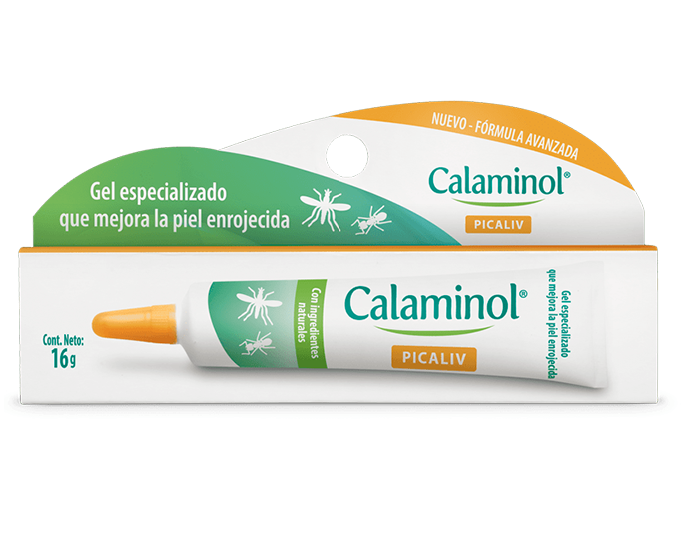 NUEVO - FÓRMULA AVANZADA
Gel especializado
que mejora la piel enrojecida
Calaminol®
PICALIV
Cont. Neto:
16g
Con ingredientes
naturales
Calaminol®
PICALIV
Gel especializado
que mejora la piel enrojecida